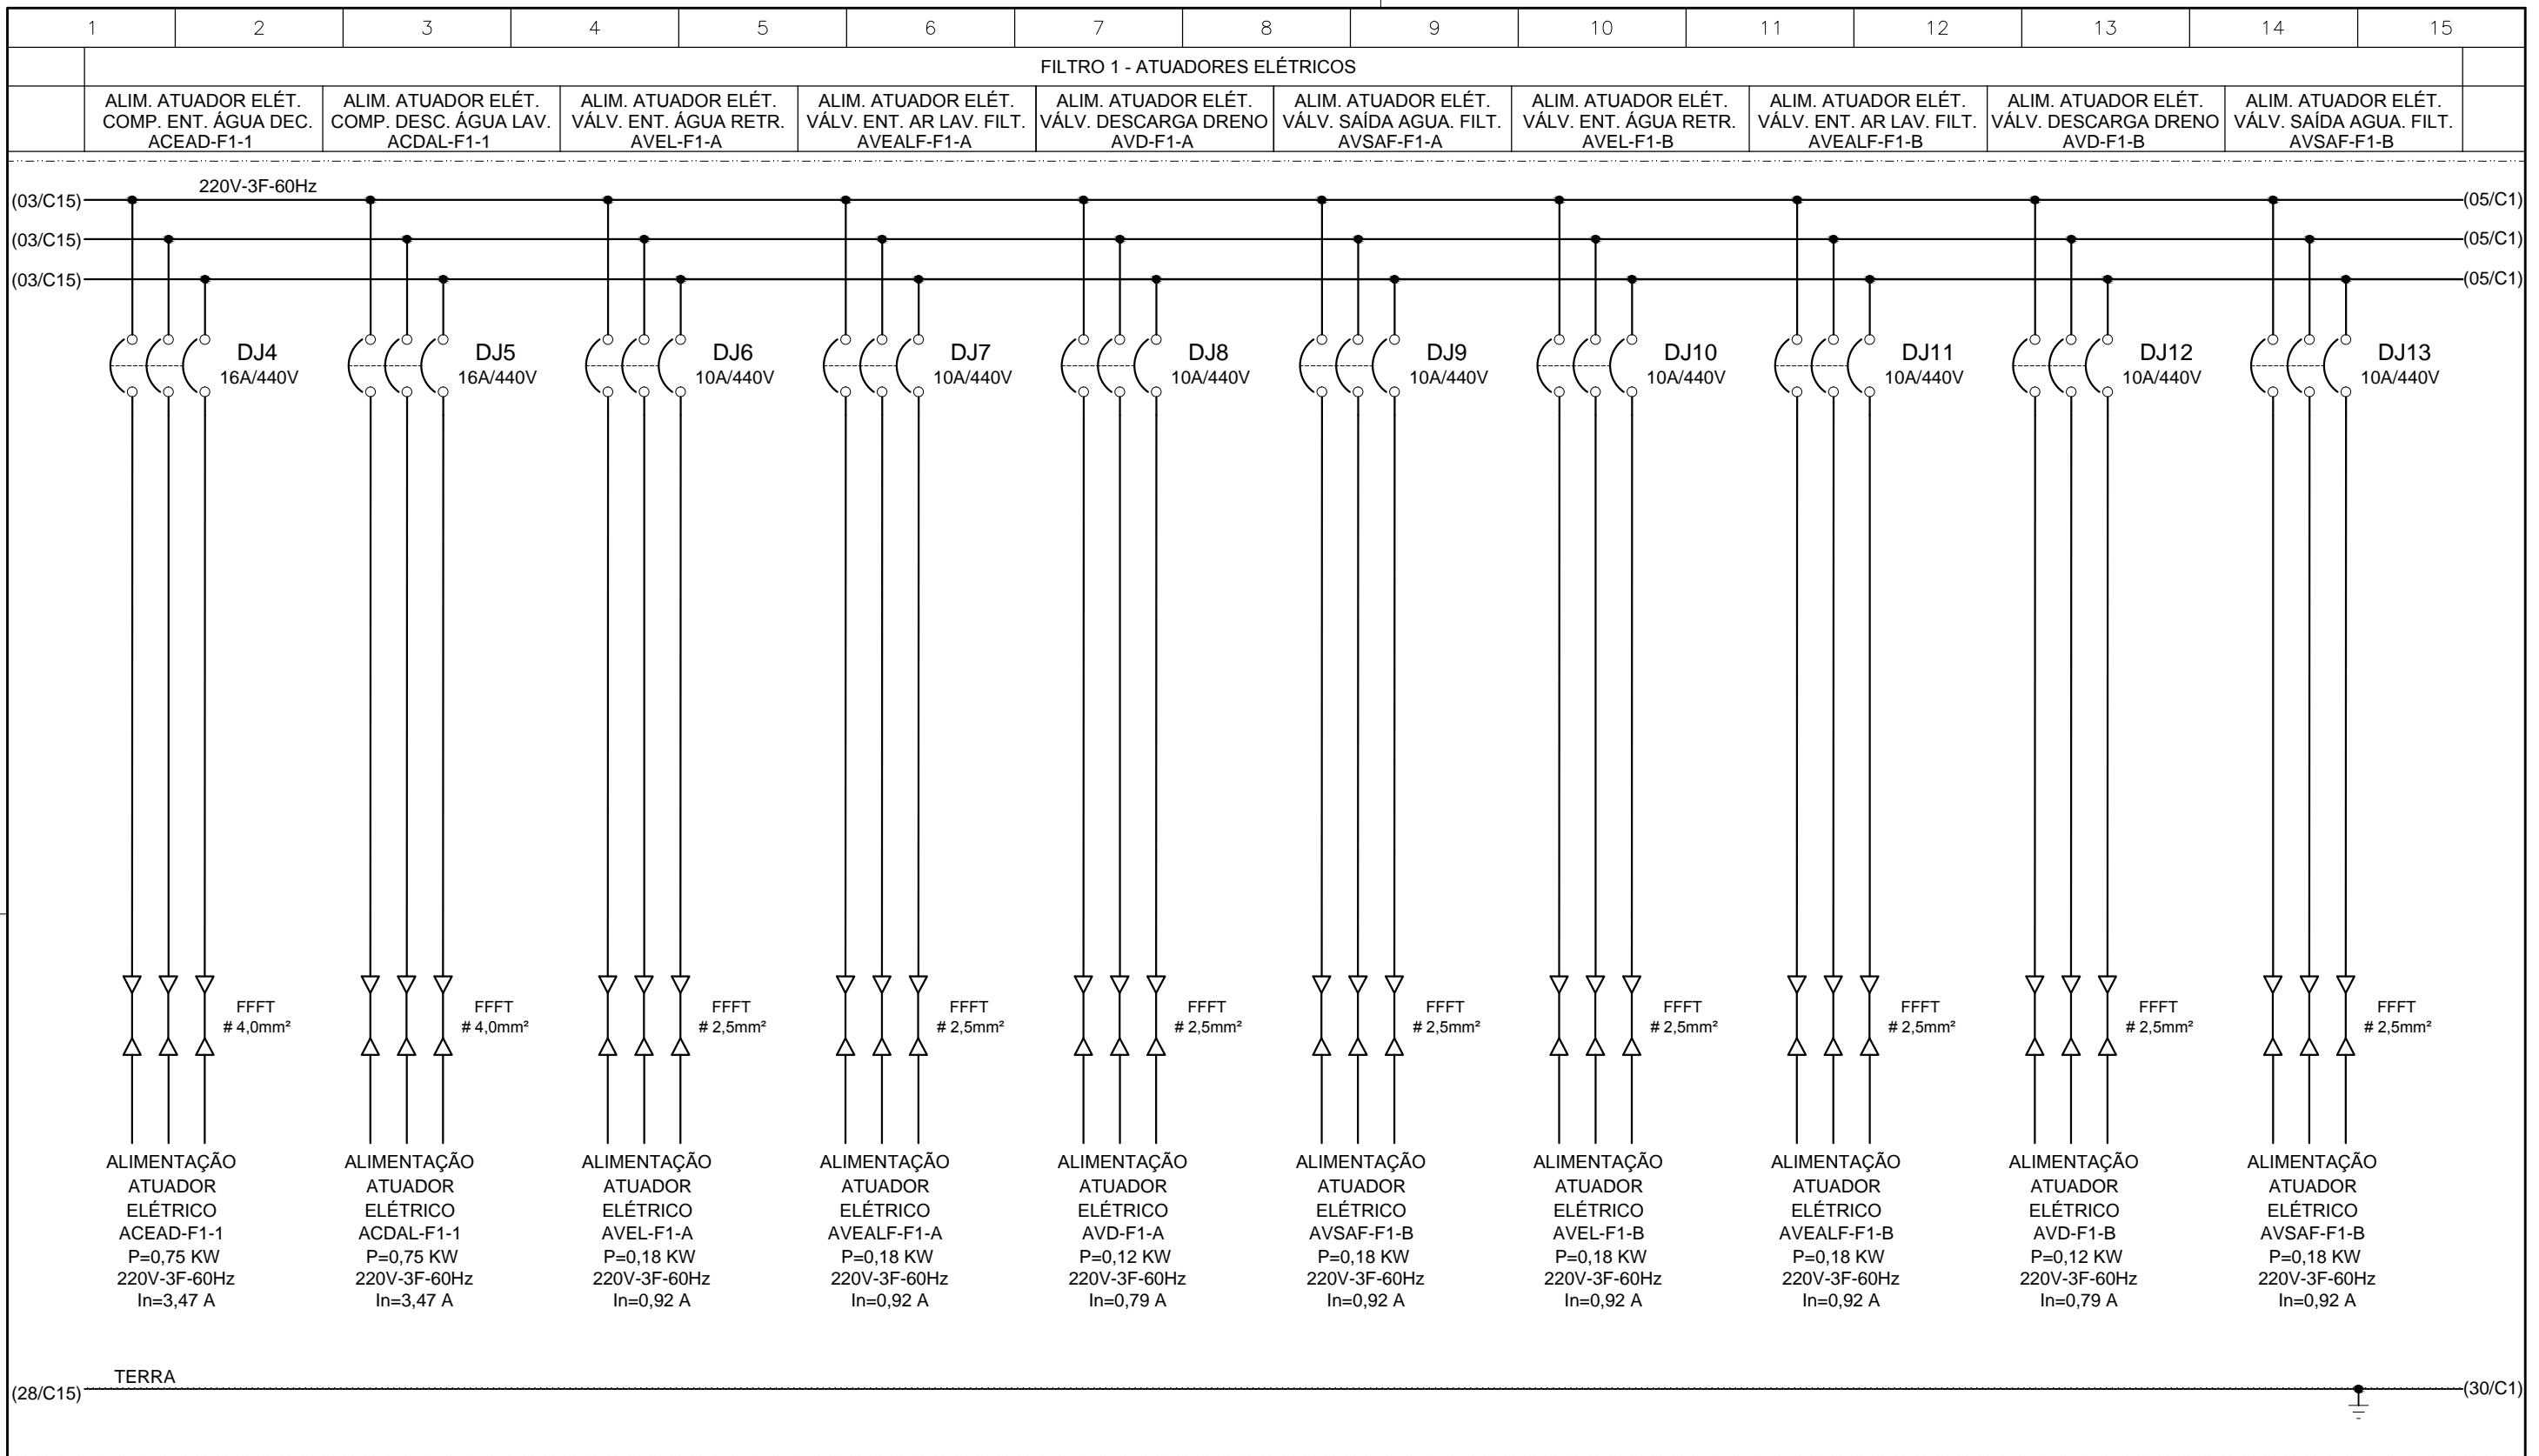 1 2 3 4 5 6 7 8 9 10 11 12 13 14 15
FILTRO 1 - ATUADORES ELÉTRICOS
ALIM. ATUADOR ELÉT.
COMP. ENT. ÁGUA DEC.
ACEAD-F1-1
ALIM. ATUADOR ELÉT.
COMP. DESC. ÁGUA LAV.
ACDAL-F1-1
ALIM. ATUADOR ELÉT.
VÁLV. ENT. ÁGUA RETR.
AVEL-F1-A
ALIM. ATUADOR ELÉT.
VÁLV. ENT. AR LAV. FILT.
AVEALF-F1-A
ALIM. ATUADOR ELÉT.
VÁLV. DESCARGA DRENO
AVD-F1-A
ALIM. ATUADOR ELÉT.
VÁLV. SAÍDA AGUA. FILT.
AVSAF-F1-A
ALIM. ATUADOR ELÉT.
VÁLV. ENT. ÁGUA RETR.
AVEL-F1-B
ALIM. ATUADOR ELÉT.
VÁLV. ENT. AR LAV. FILT.
AVEALF-F1-B
ALIM. ATUADOR ELÉT.
VÁLV. DESCARGA DRENO
AVD-F1-B
ALIM. ATUADOR ELÉT.
VÁLV. SAÍDA AGUA. FILT.
AVSAF-F1-B
220V-3F-60Hz
(03/C15) (05/C1)
(03/C15) (05/C1)
(03/C15) (05/C1)
DJ4
16A/440V
DJ5
16A/440V
DJ6
10A/440V
DJ7
10A/440V
DJ8
10A/440V
DJ9
10A/440V
DJ10
10A/440V
DJ11
10A/440V
DJ12
10A/440V
DJ13
10A/440V
FFFT
# 4,0mm²
FFFT
# 4,0mm²
FFFT
# 2,5mm²
FFFT
# 2,5mm²
FFFT
# 2,5mm²
FFFT
# 2,5mm²
FFFT
# 2,5mm²
FFFT
# 2,5mm²
FFFT
# 2,5mm²
FFFT
# 2,5mm²
ALIMENTAÇÃO
ATUADOR
ELÉTRICO
ACEAD-F1-1
P=0,75 KW
220V-3F-60Hz
In=3,47 A
ALIMENTAÇÃO
ATUADOR
ELÉTRICO
ACDAL-F1-1
P=0,75 KW
220V-3F-60Hz
In=3,47 A
ALIMENTAÇÃO
ATUADOR
ELÉTRICO
AVEL-F1-A
P=0,18 KW
220V-3F-60Hz
In=0,92 A
ALIMENTAÇÃO
ATUADOR
ELÉTRICO
AVEALF-F1-A
P=0,18 KW
220V-3F-60Hz
In=0,92 A
ALIMENTAÇÃO
ATUADOR
ELÉTRICO
AVD-F1-A
P=0,12 KW
220V-3F-60Hz
In=0,79 A
ALIMENTAÇÃO
ATUADOR
ELÉTRICO
AVSAF-F1-B
P=0,18 KW
220V-3F-60Hz
In=0,92 A
ALIMENTAÇÃO
ATUADOR
ELÉTRICO
AVEL-F1-B
P=0,18 KW
220V-3F-60Hz
In=0,92 A
ALIMENTAÇÃO
ATUADOR
ELÉTRICO
AVEALF-F1-B
P=0,18 KW
220V-3F-60Hz
In=0,92 A
ALIMENTAÇÃO
ATUADOR
ELÉTRICO
AVD-F1-B
P=0,12 KW
220V-3F-60Hz
In=0,79 A
ALIMENTAÇÃO
ATUADOR
ELÉTRICO
AVSAF-F1-B
P=0,18 KW
220V-3F-60Hz
In=0,92 A
TERRA
(28/C15) (30/C1)